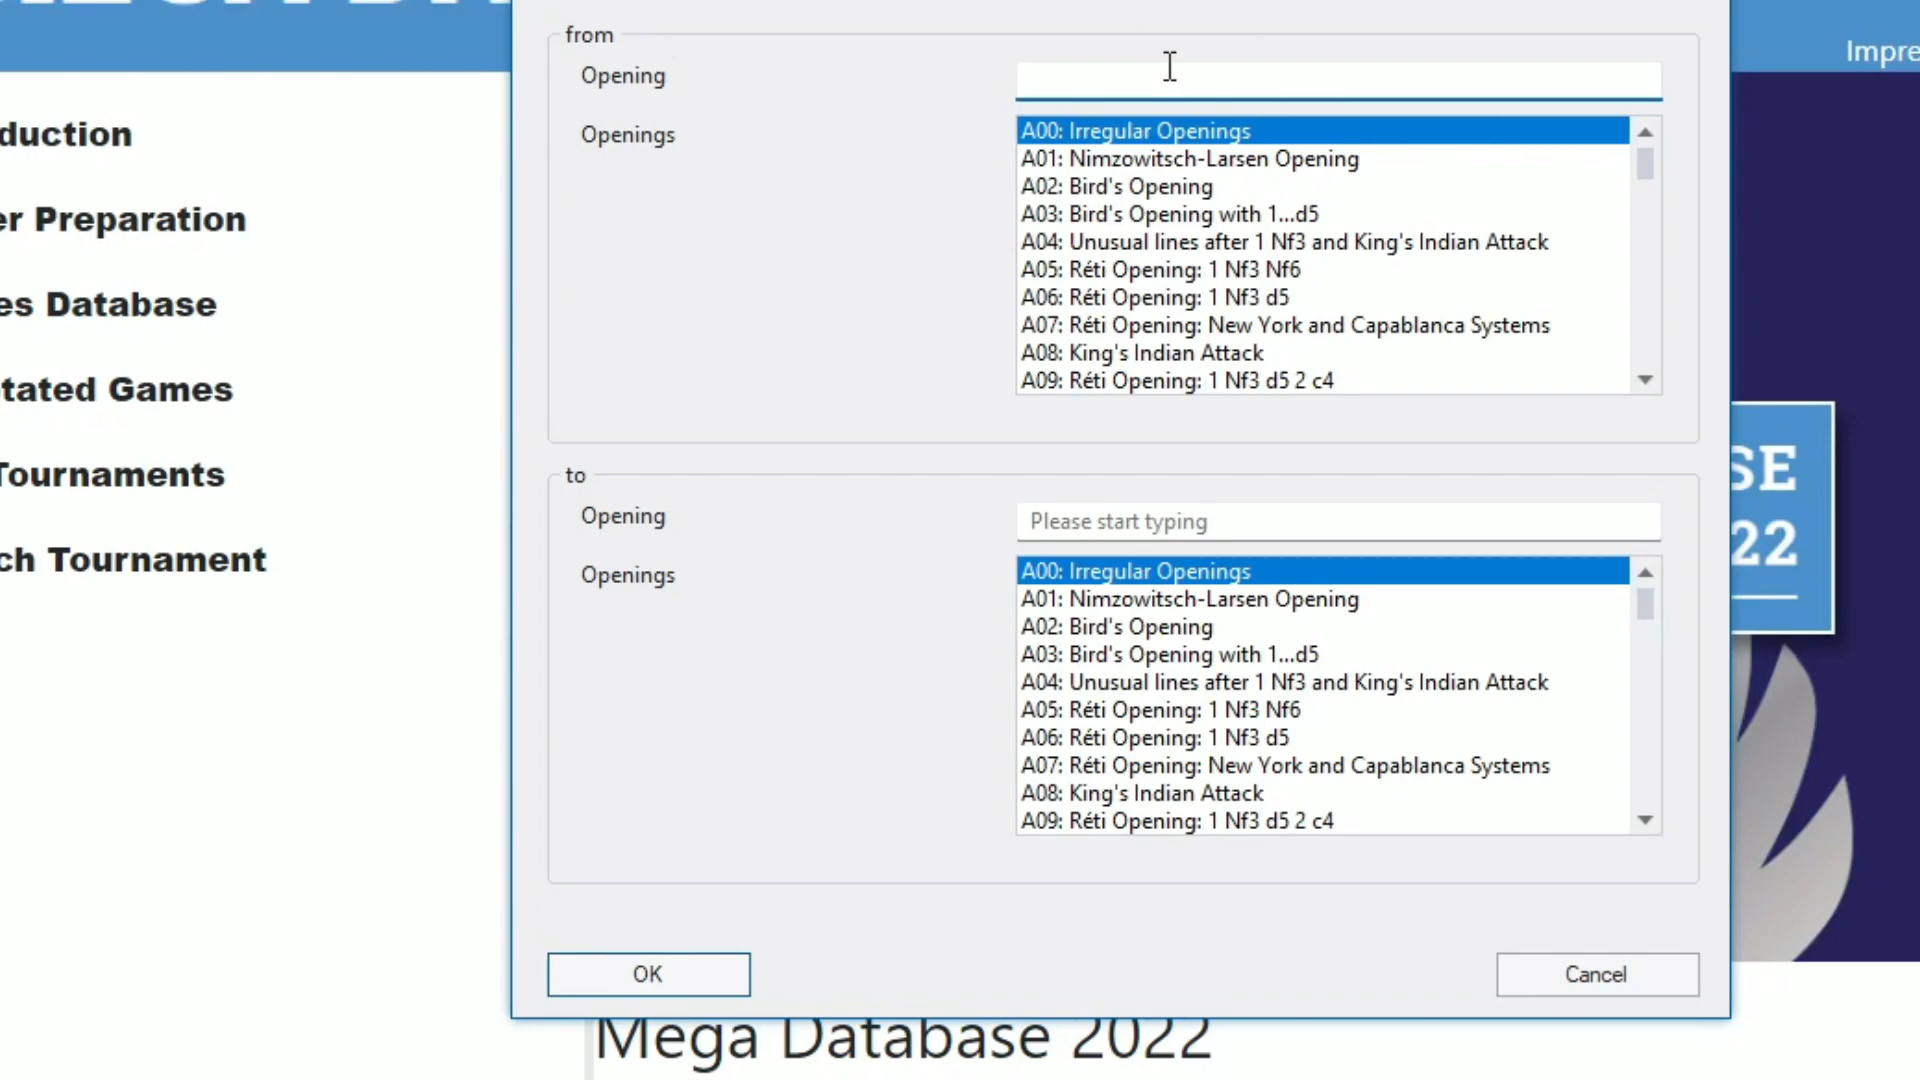 Impre
from
Opening
Openings
A00: Irregular Openings
A01: Nimzowitsch-Larsen Opening
A02: Bird's Opening
A03: Bird's Opening with 1...d5
A04: Unusual lines after 1 Nf3 and King's Indian Attack
A05: Réti Opening: 1 Nf3 Nf6
A06: Réti Opening: 1 Nf3 d5
A07: Réti Opening: New York and Capablanca Systems
A08: King's Indian Attack
A09: Réti Opening: 1 Nf3 d5 2 c4
to
Opening
Please start typing
Openings
A00: Irregular Openings
A01: Nimzowitsch-Larsen Opening
A02: Bird's Opening
A03: Bird's Opening with 1...d5
A04: Unusual lines after 1 Nf3 and King's Indian Attack
A05: Réti Opening: 1 Nf3 Nf6
A06: Réti Opening: 1 Nf3 d5
A07: Réti Opening: New York and Capablanca Systems
A08: King's Indian Attack
A09: Réti Opening: 1 Nf3 d5 2 c4
OK
Cancel
duction
er Preparation
es Database
tated Games
Tournaments
ch Tournament
SE
22
Mega Database 2022